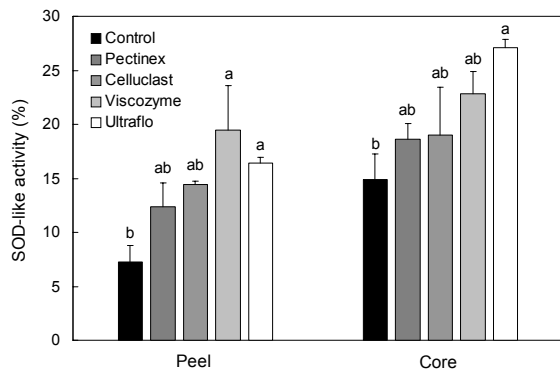 SOD-like activity (%)
30
25
20
15
10
5
0
Control
Pectinex
Celluclast
Viscozyme
Ultraflo
b
ab
ab
a
a
b
ab
ab
ab
a
Peel
Core